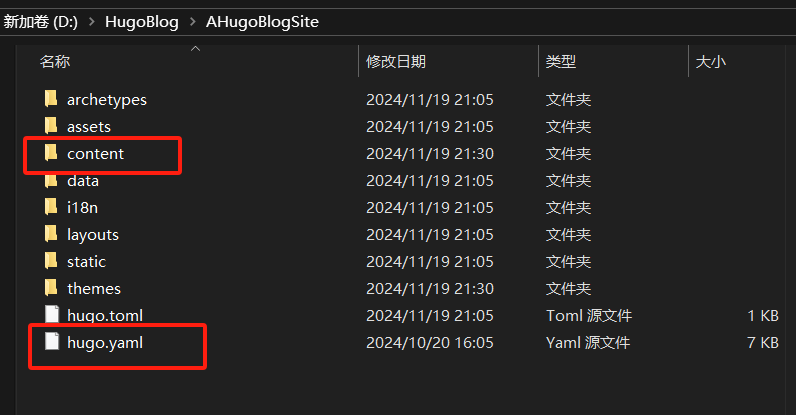 新加卷 (D:) > HugoBlog > AHugoBlogSite
名称 修改日期 类型 大小
archetypes 2024/11/19 21:05 文件夹
assets 2024/11/19 21:05 文件夹
content 2024/11/19 21:30 文件夹
data 2024/11/19 21:05 文件夹
i18n 2024/11/19 21:05 文件夹
layouts 2024/11/19 21:05 文件夹
static 2024/11/19 21:05 文件夹
themes 2024/11/19 21:30 文件夹
hugo.toml 2024/11/19 21:05 Toml 源文件 1 KB
hugo.yaml 2024/10/20 16:05 Yaml 源文件 7 KB